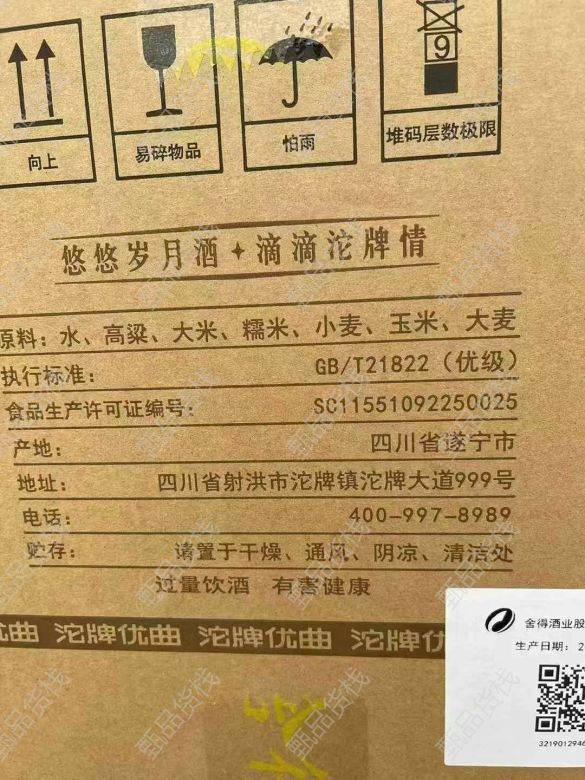 9
向上
易碎物品
怕雨
堆码层数极限
悠悠岁月酒✦滴滴沱牌情
原料：水、高粱、大米、糯米、小麦、玉米、大麦
执行标准： GB/T21822（优级）
食品生产许可证编号： SC11551092250025
产地： 四川省遂宁市
地址： 四川省射洪市沱牌镇沱牌大道999号
电话： 400-997-8989
贮存： 请置于干燥、通风、阴凉、清洁处
过量饮酒 有害健康
优曲 沱牌优曲 沱牌优曲 沱牌优
舍得酒业股
生产日期：2
3219012946
甄品货栈